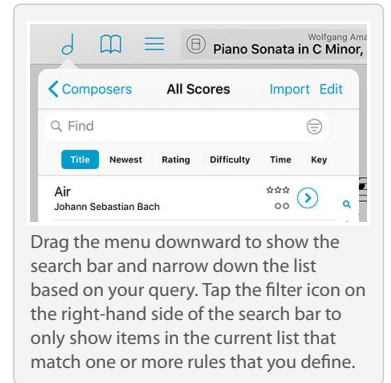 Wolfgang Ama
Piano Sonata in C Minor,
Composers All Scores Import Edit
Find
Title Newest Rating Difficulty Time Key
Air
Johann Sebastian Bach
Drag the menu downward to show the
search bar and narrow down the list
based on your query. Tap the filter icon on
the right-hand side of the search bar to
only show items in the current list that
match one or more rules that you define.